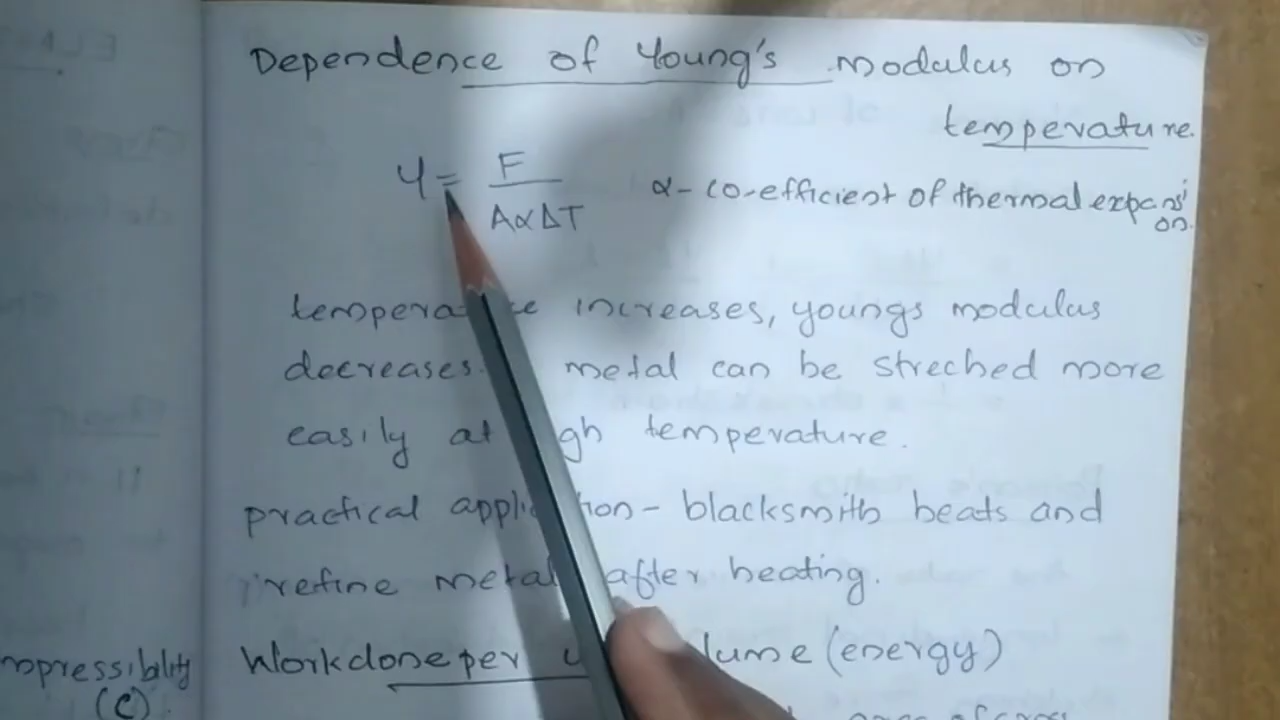 Dependence of Young's modulus on
temperature.
Y = F / AαΔT α - co-efficient of thermal expansion.
increases, youngs modulus
decreases. metal can be streched more
easily at temperature.
practical blacksmith beats and
refine metal after heating.
Workdone per (energy)
(C)